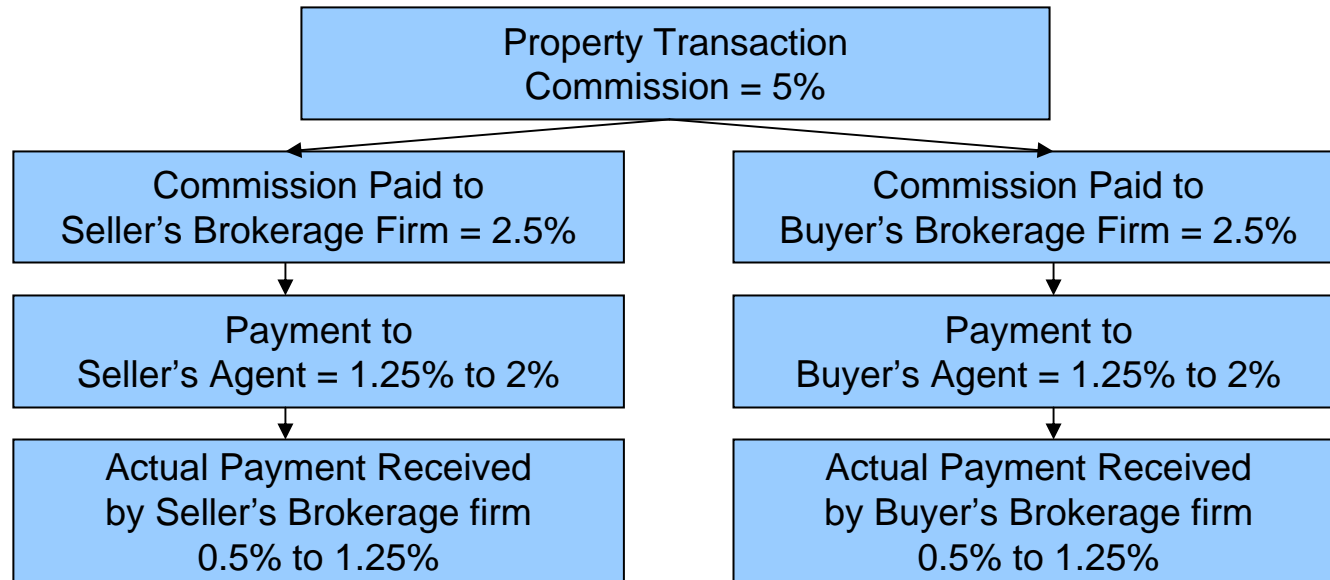 Property Transaction
Commission = 5%
Commission Paid to
Seller’s Brokerage Firm = 2.5%
Commission Paid to
Buyer’s Brokerage Firm = 2.5%
Payment to
Seller’s Agent = 1.25% to 2%
Payment to
Buyer’s Agent = 1.25% to 2%
Actual Payment Received
by Seller’s Brokerage firm
0.5% to 1.25%
Actual Payment Received
by Buyer’s Brokerage firm
0.5% to 1.25%